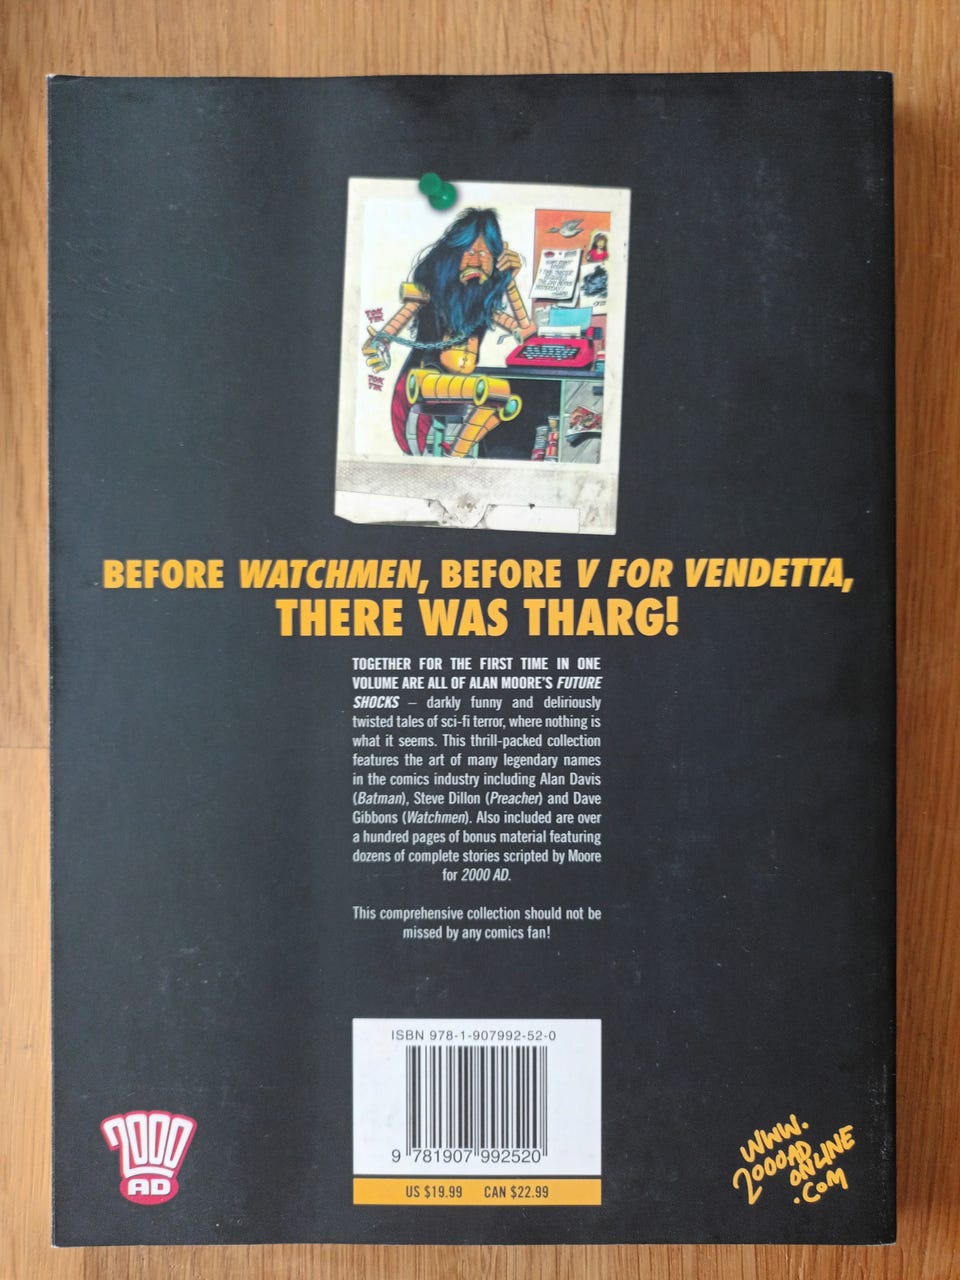 TOK
TIK
TOK
TIK
BEFORE WATCHMEN, BEFORE V FOR VENDETTA,
THERE WAS THARG!
TOGETHER FOR THE FIRST TIME IN ONE
VOLUME ARE ALL OF ALAN MOORE'S FUTURE
SHOCKS – darkly funny and deliriously
twisted tales of sci-fi terror, where nothing is
what it seems. This thrill-packed collection
features the art of many legendary names
in the comics industry including Alan Davis
(Batman), Steve Dillon (Preacher) and Dave
Gibbons (Watchmen). Also included are over
a hundred pages of bonus material featuring
dozens of complete stories scripted by Moore
for 2000 AD.
This comprehensive collection should not be
missed by any comics fan!
ISBN 978-1-907992-52-0
9 781907 992520
US $19.99 CAN $22.99
2000
AD
WWW.
2000AD
ONLINE
.COM